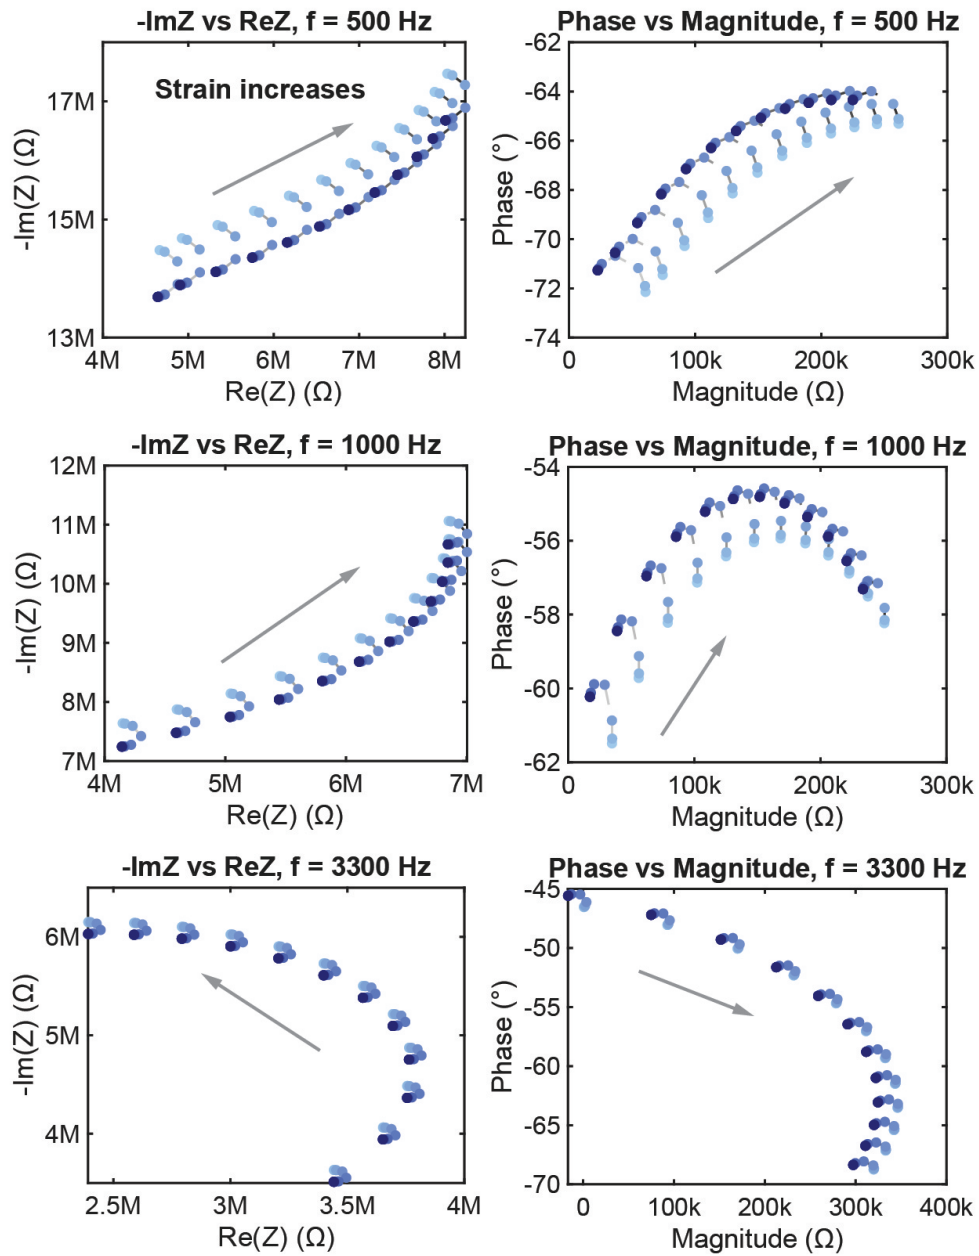 -ImZ vs ReZ, f = 500 Hz
Strain increases
17M
15M
13M
4M 5M 6M 7M 8M
-Im(Z) (Ω)
Re(Z) (Ω)
Phase vs Magnitude, f = 500 Hz
-62
-64
-66
-68
-70
-72
-74
0 100k 200k 300k
Phase (°)
Magnitude (Ω)
-ImZ vs ReZ, f = 1000 Hz
12M
11M
10M
9M
8M
7M
4M 5M 6M 7M
-Im(Z) (Ω)
Re(Z) (Ω)
Phase vs Magnitude, f = 1000 Hz
-54
-56
-58
-60
-62
0 100k 200k 300k
Phase (°)
Magnitude (Ω)
-ImZ vs ReZ, f = 3300 Hz
6M
5M
4M
2.5M 3M 3.5M 4M
-Im(Z) (Ω)
Re(Z) (Ω)
Phase vs Magnitude, f = 3300 Hz
-45
-50
-55
-60
-65
-70
0 100k 200k 300k 400k
Phase (°)
Magnitude (Ω)